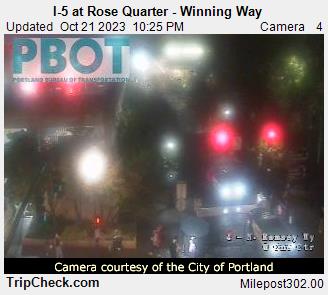 I-5 at Rose Quarter - Winning Way
Updated Oct 21 2023 10:25 PM Camera 4
PBOT
PORTLAND BUREAU OF TRANSPORTATION
Camera courtesy of the City of Portland
TripCheck.com Milepost302.00